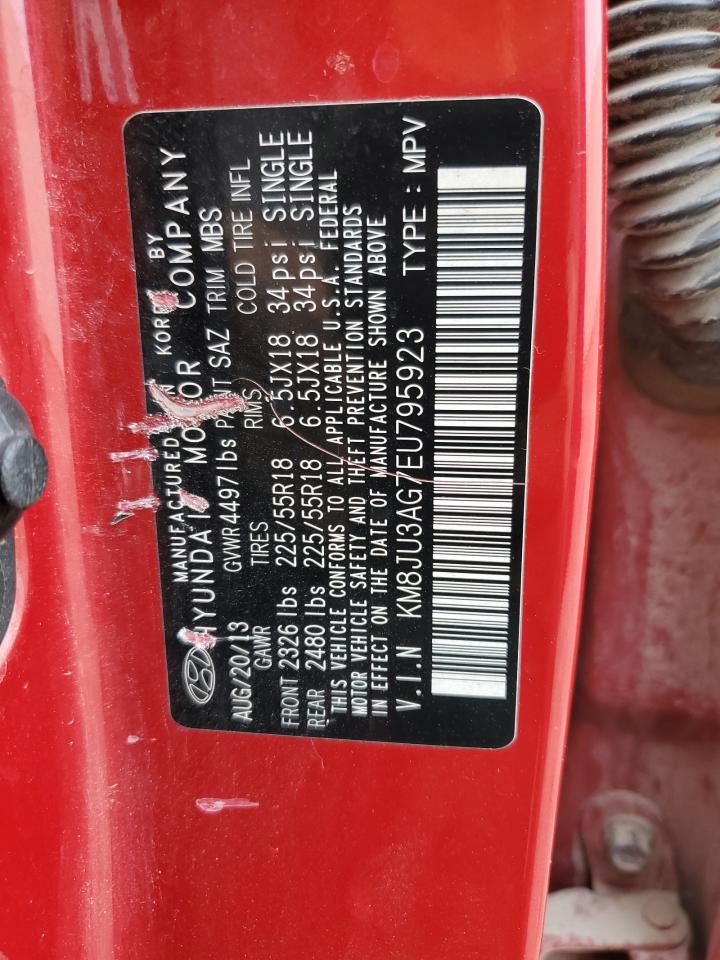 MANUFACTURED IN KOREA BY
HYUNDAI MOTOR COMPANY
AUG/20/13 GVWR 4497lbs PAINT SAZ TRIM MBS
GAWR TIRES RIMS COLD TIRE INFL
FRONT 2326 lbs 225/55R18 6.5JX18 34psi SINGLE
REAR 2480 lbs 225/55R18 6.5JX18 34psi SINGLE
THIS VEHICLE CONFORMS TO ALL APPLICABLE U.S.A. FEDERAL
MOTOR VEHICLE SAFETY AND THEFT PREVENTION STANDARDS
IN EFFECT ON THE DATE OF MANUFACTURE SHOWN ABOVE
V.I.N KM8JU3AG7EU795923 TYPE : MPV